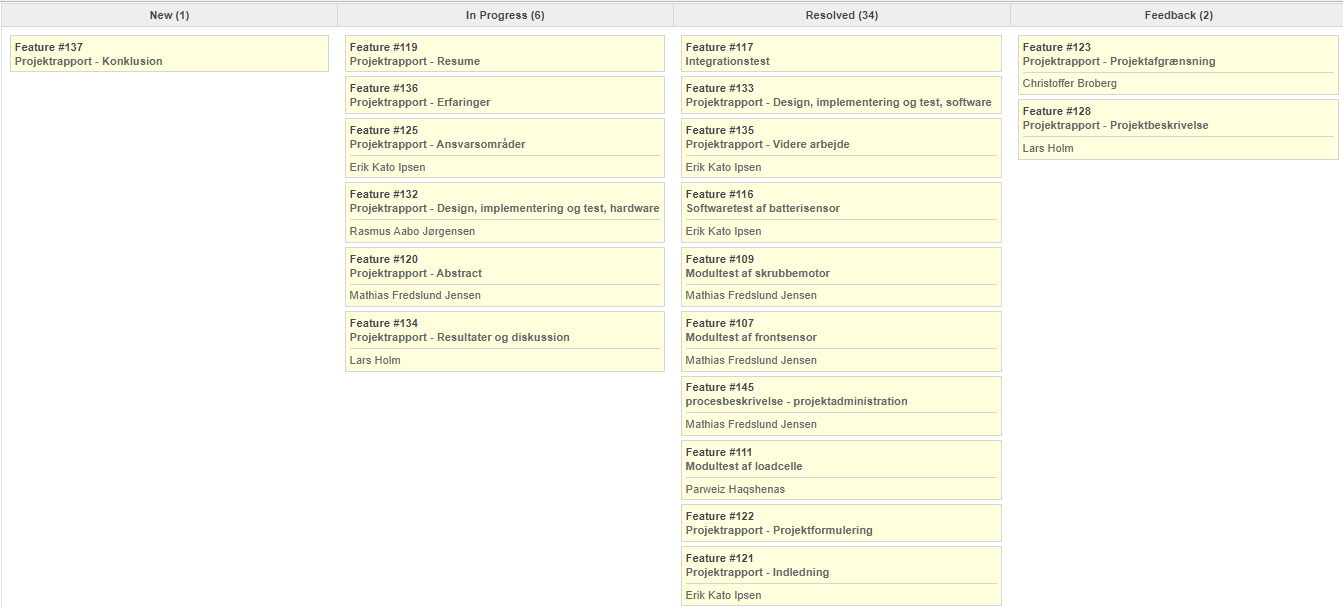 New (1)
Feature #137
Projektrapport - Konklusion
In Progress (6)
Feature #119
Projektrapport - Resume
Feature #136
Projektrapport - Erfaringer
Feature #125
Projektrapport - Ansvarsområder
Erik Kato Ipsen
Feature #132
Projektrapport - Design, implementering og test, hardware
Rasmus Aabo Jørgensen
Feature #120
Projektrapport - Abstract
Mathias Fredslund Jensen
Feature #134
Projektrapport - Resultater og diskussion
Lars Holm
Resolved (34)
Feature #117
Integrationstest
Feature #133
Projektrapport - Design, implementering og test, software
Feature #135
Projektrapport - Videre arbejde
Erik Kato Ipsen
Feature #116
Softwaretest af batterisensor
Erik Kato Ipsen
Feature #109
Modultest af skrubbemotor
Mathias Fredslund Jensen
Feature #107
Modultest af frontsensor
Mathias Fredslund Jensen
Feature #145
procesbeskrivelse - projektadministration
Mathias Fredslund Jensen
Feature #111
Modultest af loadcelle
Parweiz Haqshenas
Feature #122
Projektrapport - Projektformulering
Feature #121
Projektrapport - Indledning
Erik Kato Ipsen
Feedback (2)
Feature #123
Projektrapport - Projektafgrænsning
Christoffer Broberg
Feature #128
Projektrapport - Projektbeskrivelse
Lars Holm